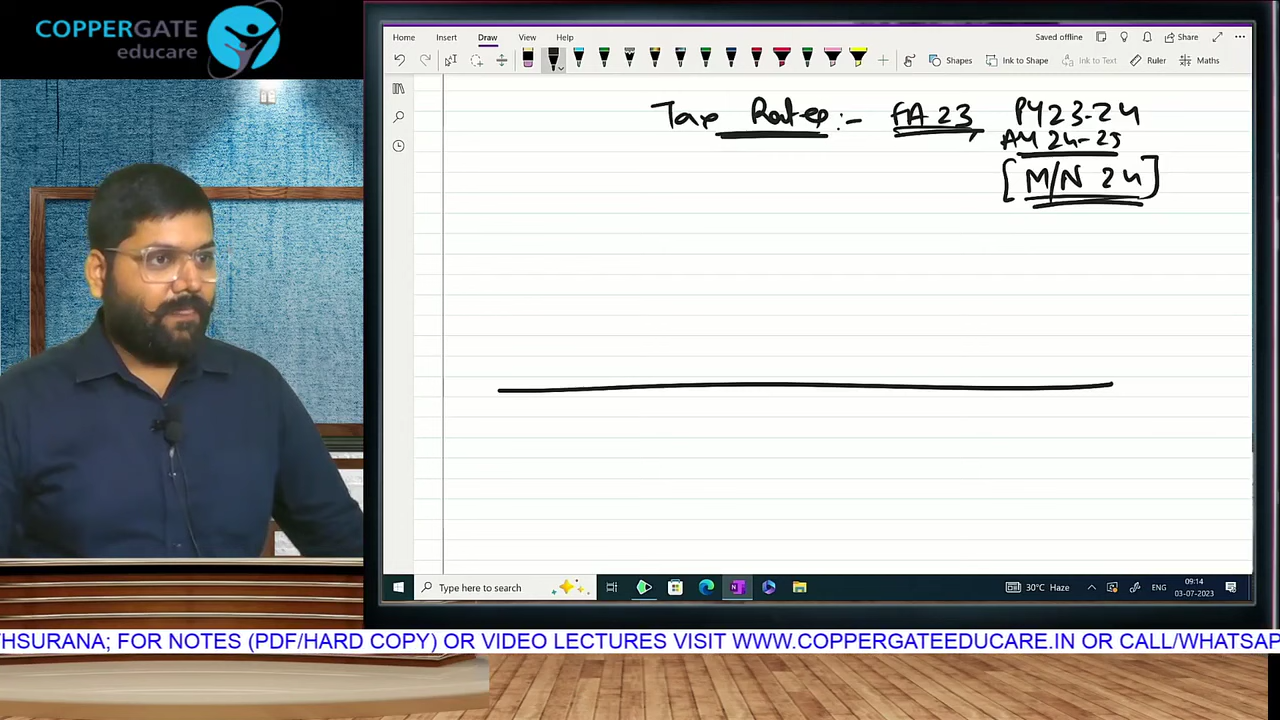 COPPERGATE
educare
Home Insert Draw View Help
Saved offline
Share
Shapes
Ink to Shape
Ink to Text
Ruler
Maths
Tax Rates :- FA 23 PY 23-24
AY 24-25
[M/N 24]
Type here to search
30°C Haze
ENG
09:14
03-07-2023
HSURANA; FOR NOTES (PDF/HARD COPY) OR VIDEO LECTURES VISIT WWW.COPPERGATEEDUCARE.IN OR CALL/WHATSAP